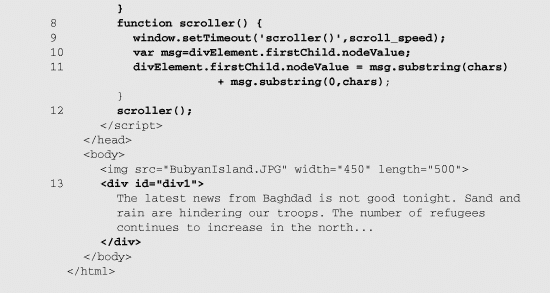 }
8 function scroller() {
9 window.setTimeout('scroller()',scroll_speed);
10 var msg=divElement.firstChild.nodeValue;
11 divElement.firstChild.nodeValue = msg.substring(chars)
+ msg.substring(0,chars);
}
12 scroller();
</script>
</head>
<body>
<img src="BubyanIsland.JPG" width="450" length="500">
13 <div id="div1">
The latest news from Baghdad is not good tonight. Sand and
rain are hindering our troops. The number of refugees
continues to increase in the north...
</div>
</body>
</html>